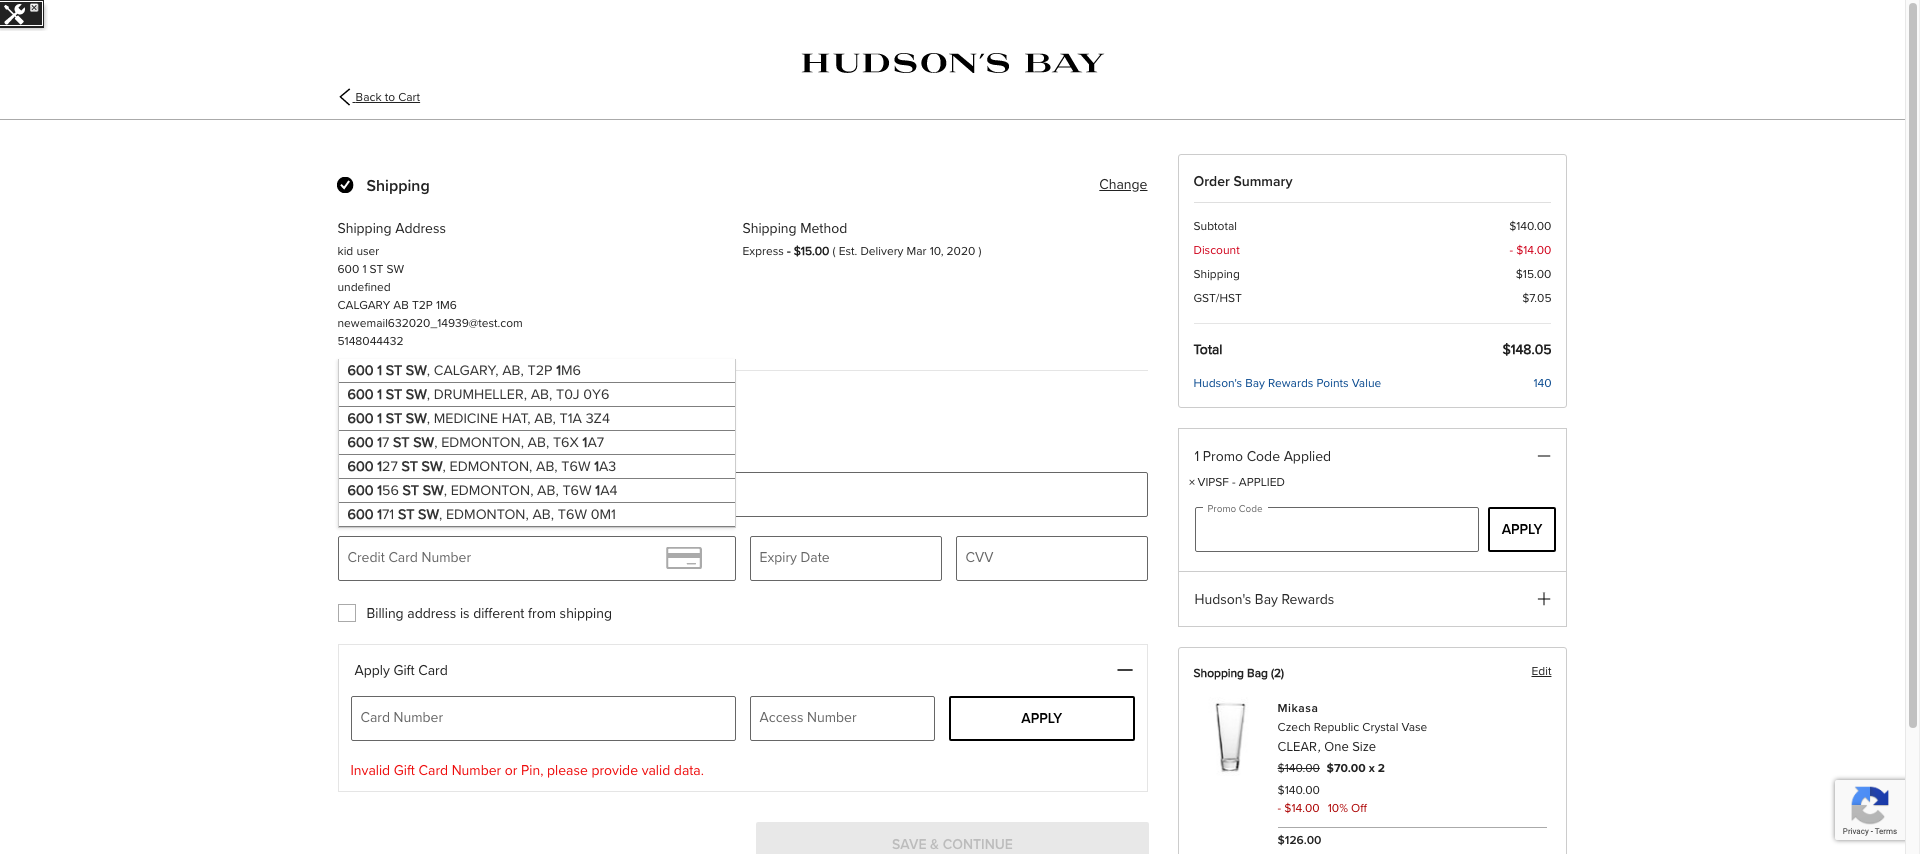 HUDSON'S BAY
Back to Cart
Shipping
Change
Shipping Address
kid user
600 1 ST SW
undefined
CALGARY AB T2P 1M6
newemail632020_14939@test.com
5148044432
Shipping Method
Express - $15.00 ( Est. Delivery Mar 10, 2020 )
600 1 ST SW, CALGARY, AB, T2P 1M6
600 1 ST SW, DRUMHELLER, AB, T0J 0Y6
600 1 ST SW, MEDICINE HAT, AB, T1A 3Z4
600 17 ST SW, EDMONTON, AB, T6X 1A7
600 127 ST SW, EDMONTON, AB, T6W 1A3
600 156 ST SW, EDMONTON, AB, T6W 1A4
600 171 ST SW, EDMONTON, AB, T6W 0M1
Credit Card Number
Expiry Date
CVV
Billing address is different from shipping
Apply Gift Card
Card Number
Access Number
APPLY
Invalid Gift Card Number or Pin, please provide valid data.
SAVE & CONTINUE
Order Summary
Subtotal $140.00
Discount - $14.00
Shipping $15.00
GST/HST $7.05
Total $148.05
Hudson's Bay Rewards Points Value 140
1 Promo Code Applied
× VIPSF - APPLIED
Promo Code
APPLY
Hudson's Bay Rewards
Shopping Bag (2)
Edit
Mikasa
Czech Republic Crystal Vase
CLEAR, One Size
$140.00 $70.00 x 2
$140.00
- $14.00 10% Off
$126.00
Privacy - Terms